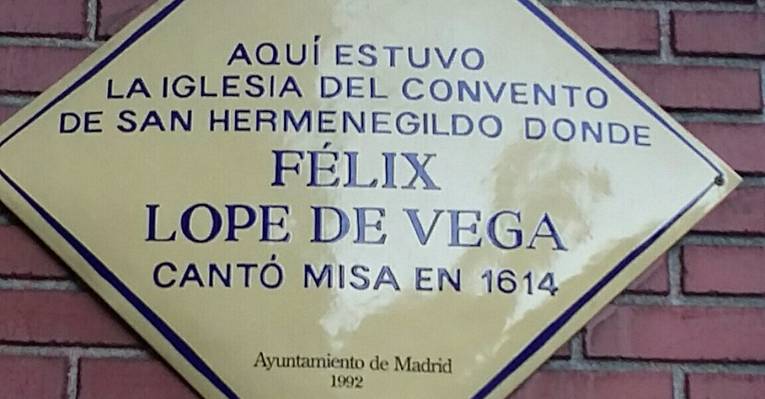 AQUÍ ESTUVO
LA IGLESIA DEL CONVENTO
DE SAN HERMENEGILDO DONDE
FÉLIX
LOPE DE VEGA
CANTÓ MISA EN 1614
Ayuntamiento de Madrid
1992